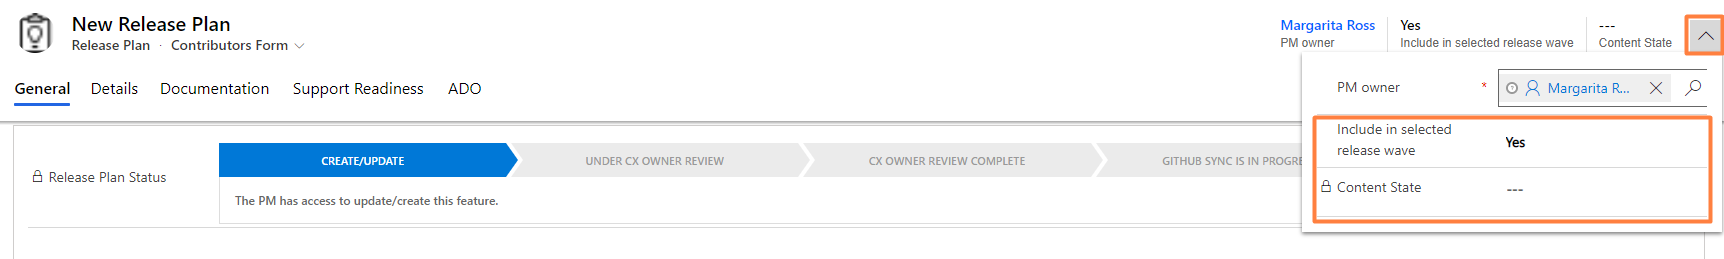 New Release Plan
Release Plan · Contributors Form
Margarita Ross
PM owner
Yes
Include in selected release wave
---
Content State
General Details Documentation Support Readiness ADO
PM owner * Margarita R...
Include in selected
release wave
Yes
Content State ---
Release Plan Status
CREATE/UPDATE UNDER CX OWNER REVIEW CX OWNER REVIEW COMPLETE GITHUB SYNC IS IN
The PM has access to update/create this feature.